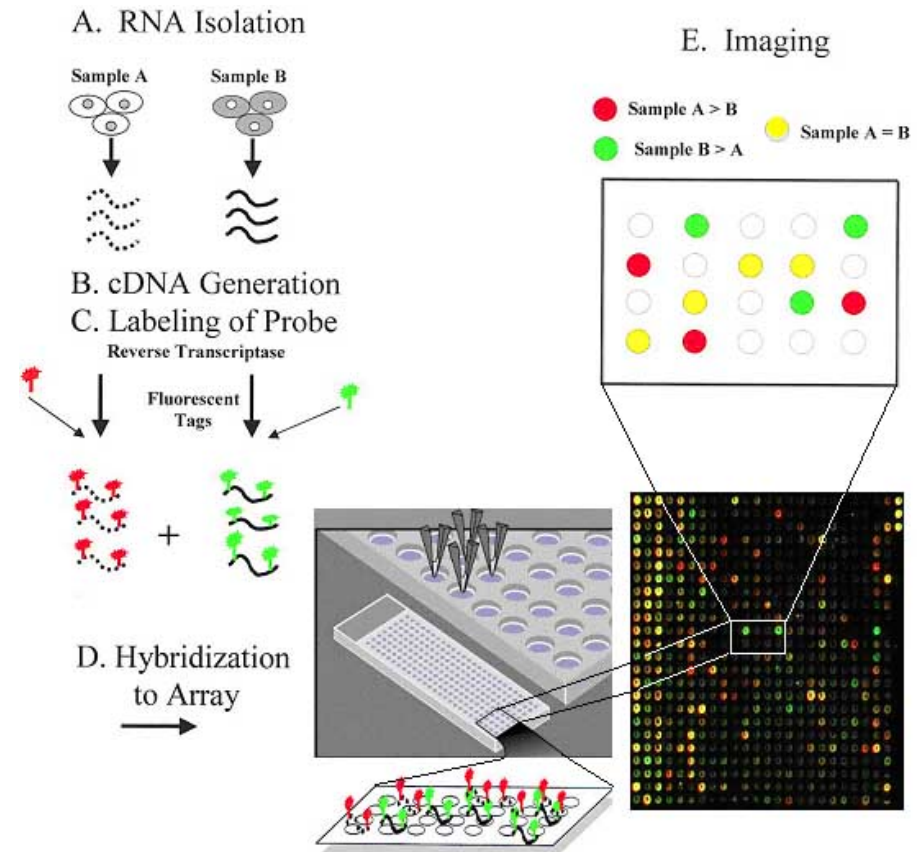 A. RNA Isolation
Sample A
Sample B
B. cDNA Generation
C. Labeling of Probe
Reverse Transcriptase
Fluorescent
Tags
+
D. Hybridization
to Array
E. Imaging
Sample A > B
Sample B > A
Sample A = B